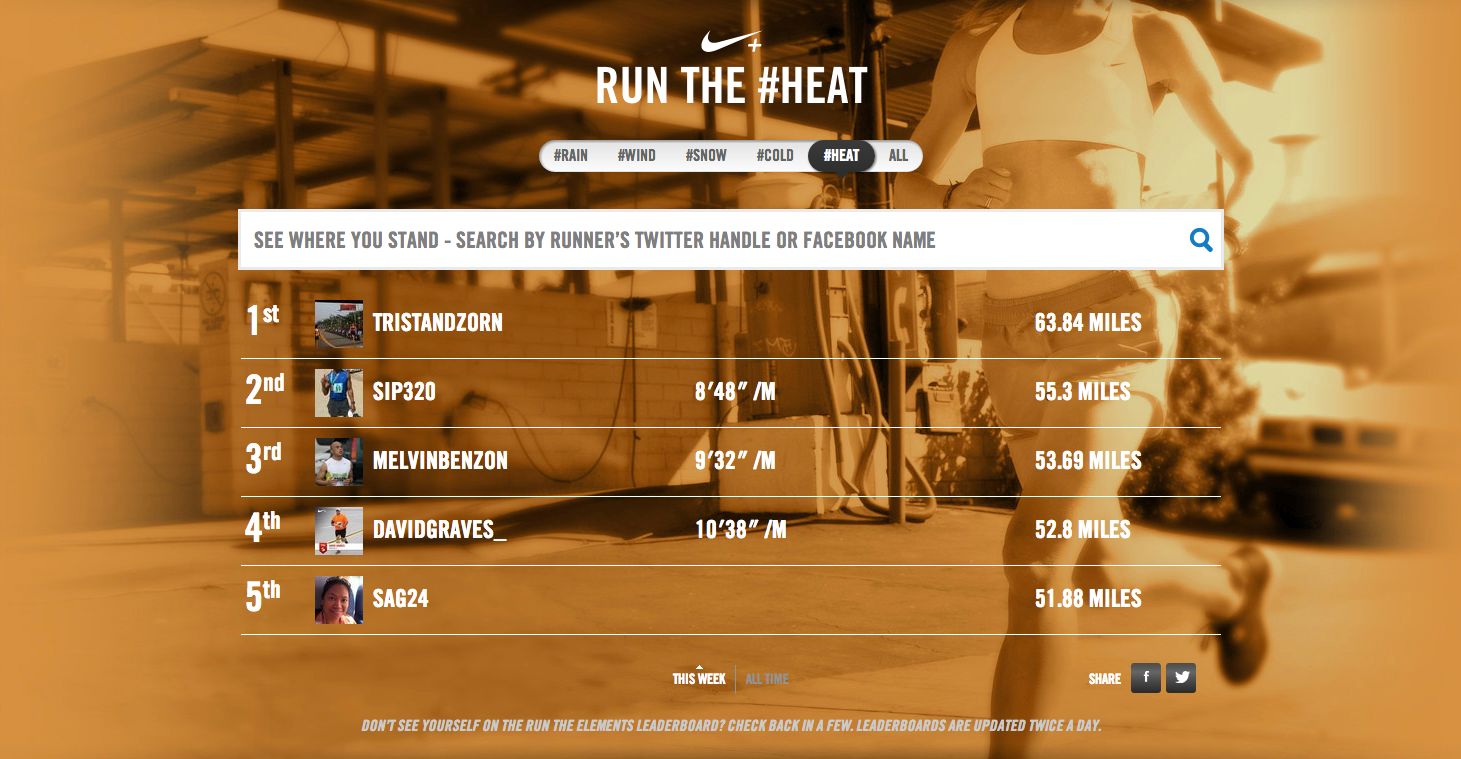 RUN THE #HEAT
#RAIN #WIND #SNOW #COLD #HEAT ALL
SEE WHERE YOU STAND - SEARCH BY RUNNER'S TWITTER HANDLE OR FACEBOOK NAME
1st TRISTANDZORN 63.84 MILES
2nd SIP320 8'48" /M 55.3 MILES
3rd MELVINBENZON 9'32" /M 53.69 MILES
4th DAVIDGRAVES_ 10'38" /M 52.8 MILES
5th SAG24 51.88 MILES
THIS WEEK ALL TIME SHARE f
DON'T SEE YOURSELF ON THE RUN THE ELEMENTS LEADERBOARD? CHECK BACK IN A FEW. LEADERBOARDS ARE UPDATED TWICE A DAY.